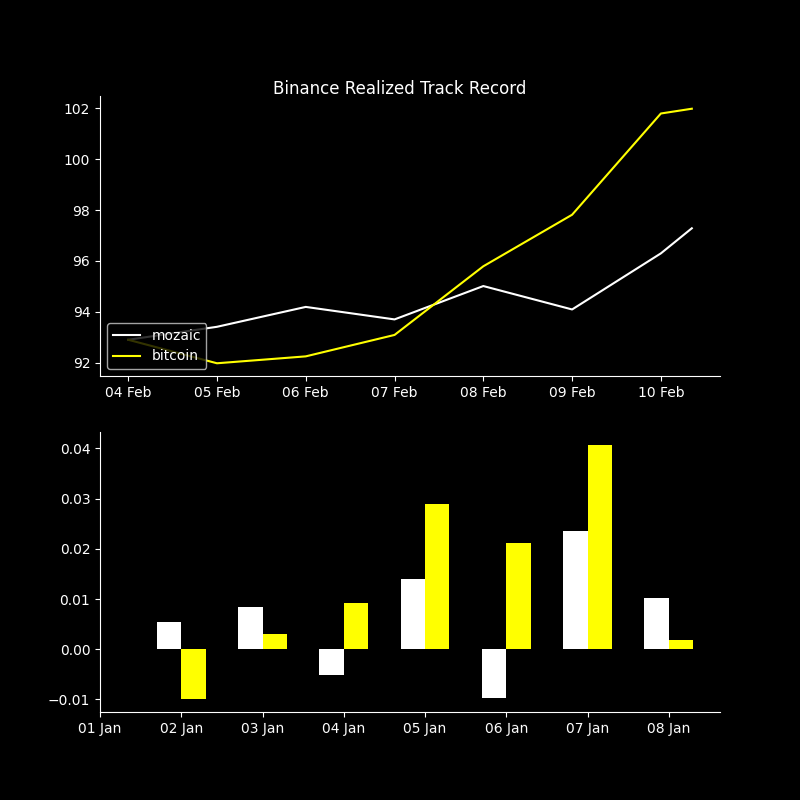 Binance Realized Track Record
102
100
98
96
94
92
mozaic
bitcoin
04 Feb 05 Feb 06 Feb 07 Feb 08 Feb 09 Feb 10 Feb
0.04
0.03
0.02
0.01
0.00
−0.01
01 Jan 02 Jan 03 Jan 04 Jan 05 Jan 06 Jan 07 Jan 08 Jan